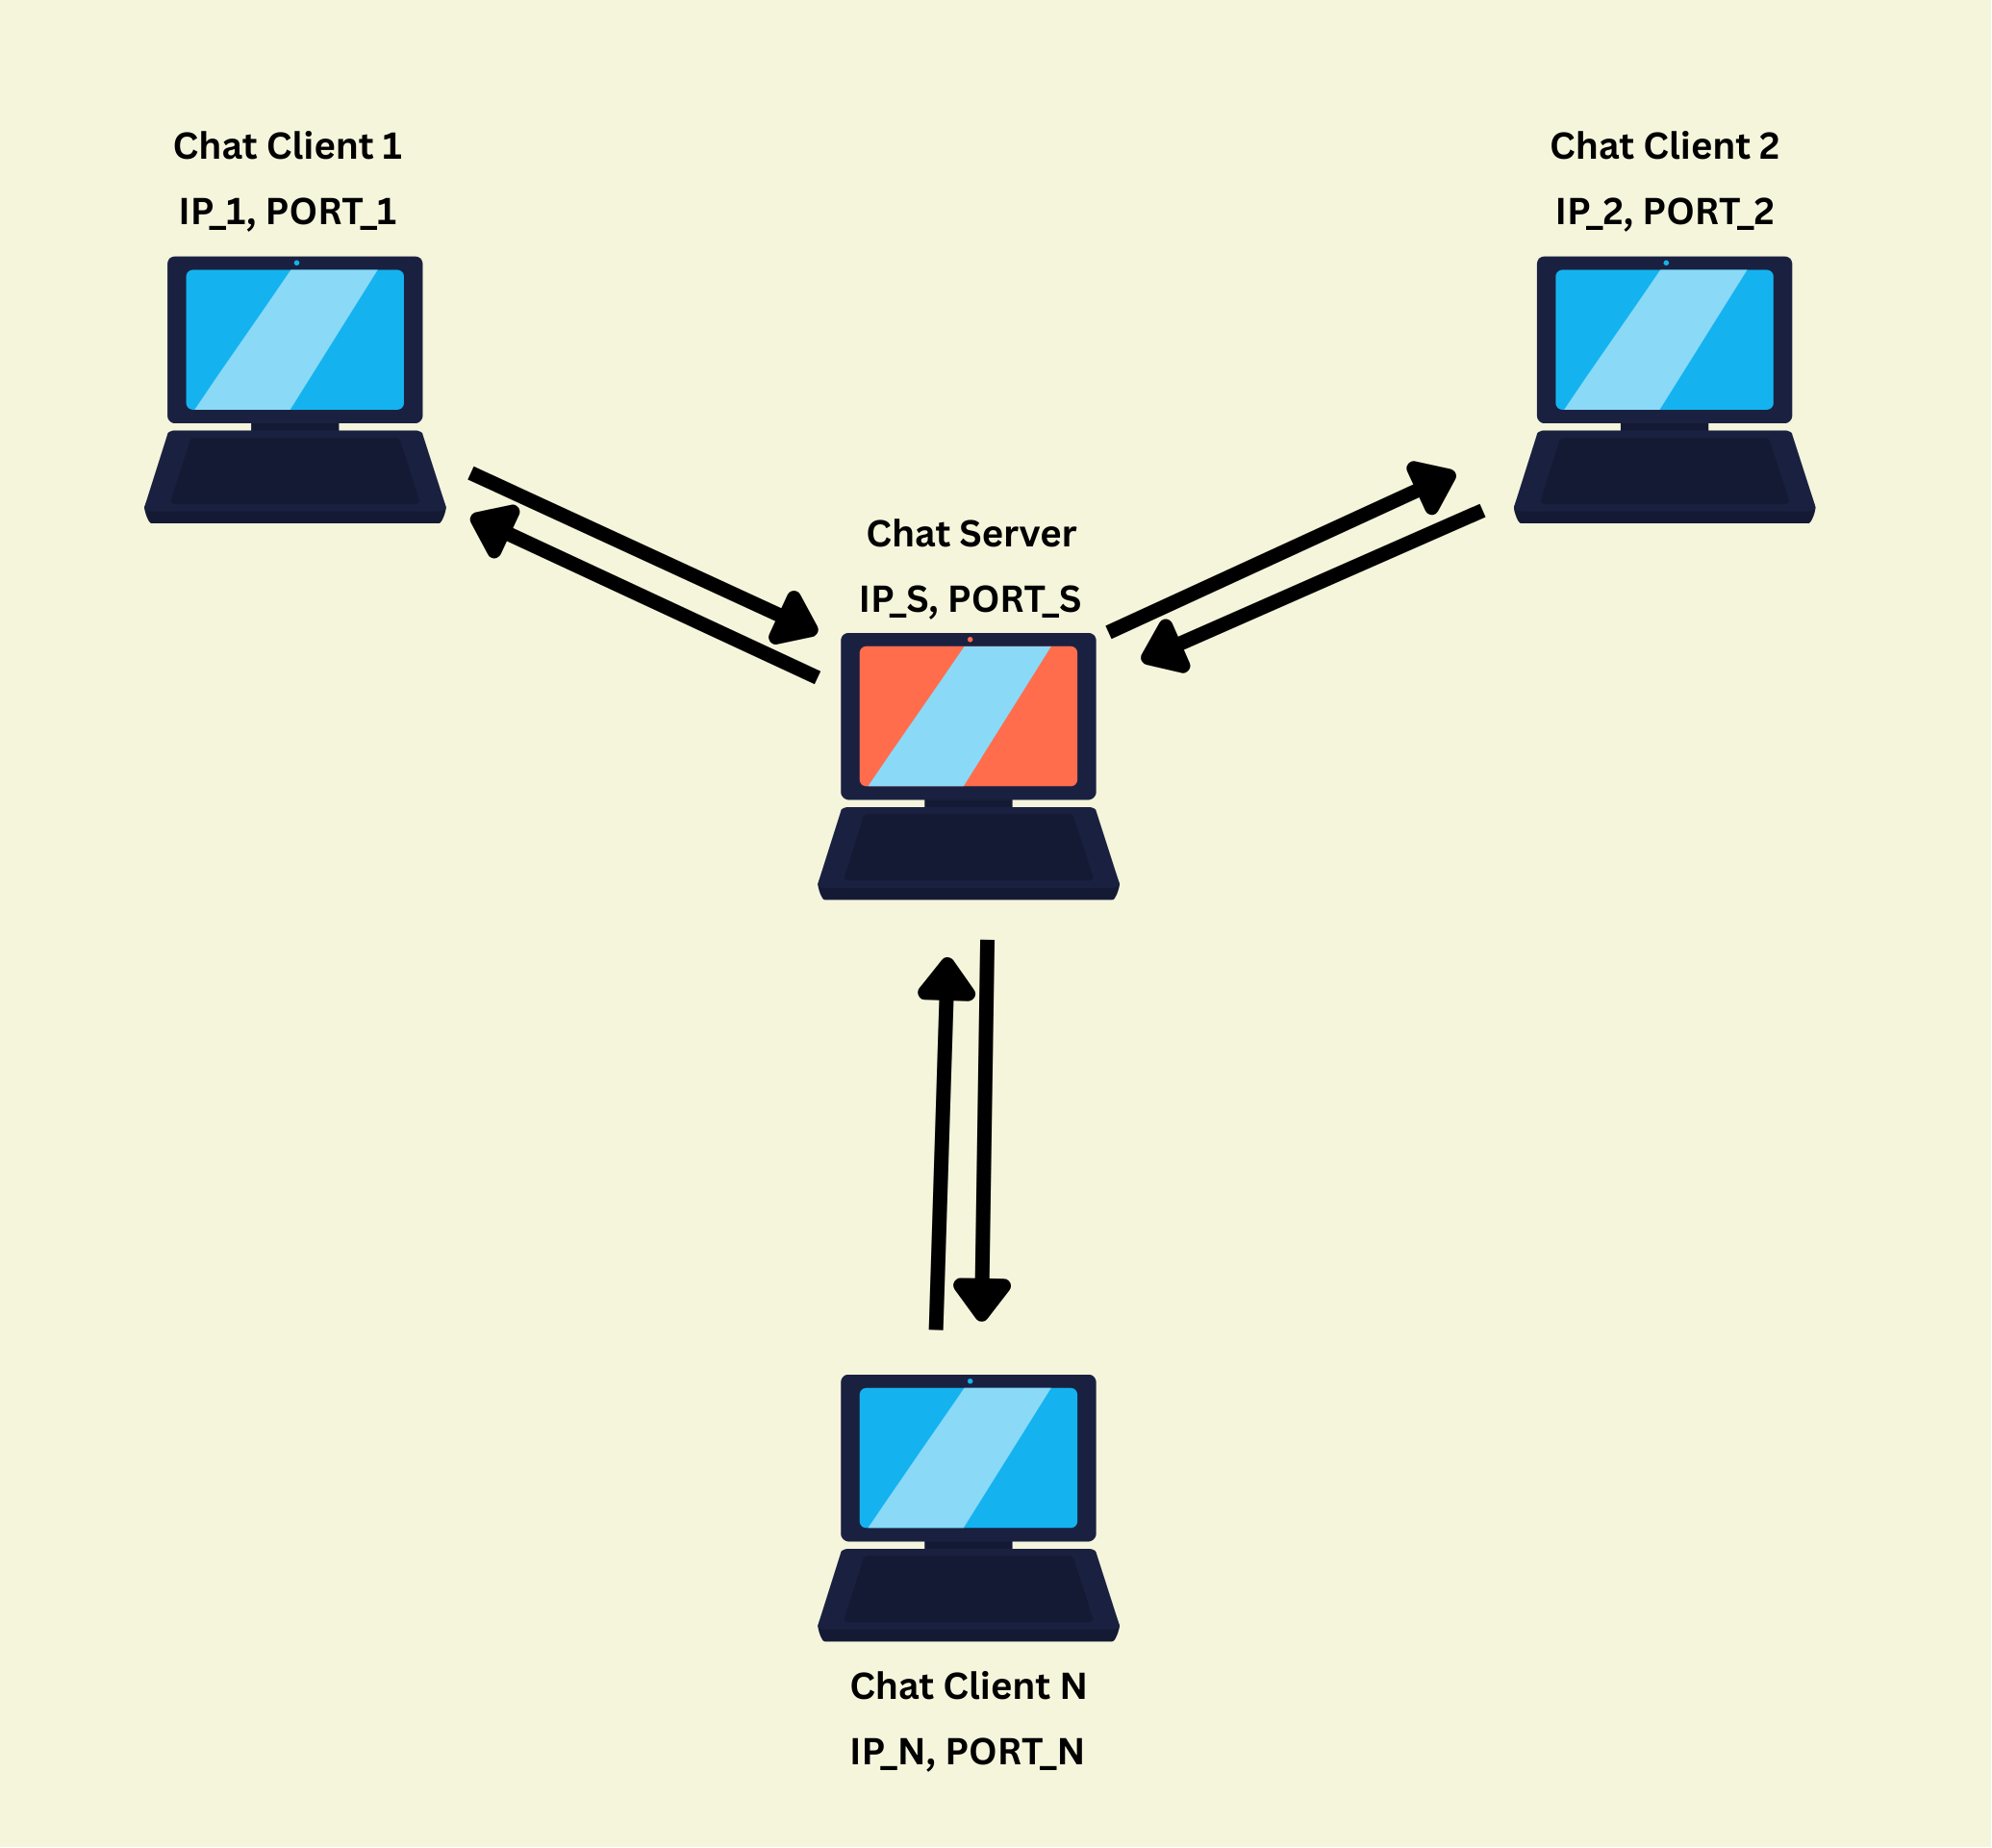 Chat Client 1
IP_1, PORT_1
Chat Client 2
IP_2, PORT_2
Chat Server
IP_S, PORT_S
Chat Client N
IP_N, PORT_N